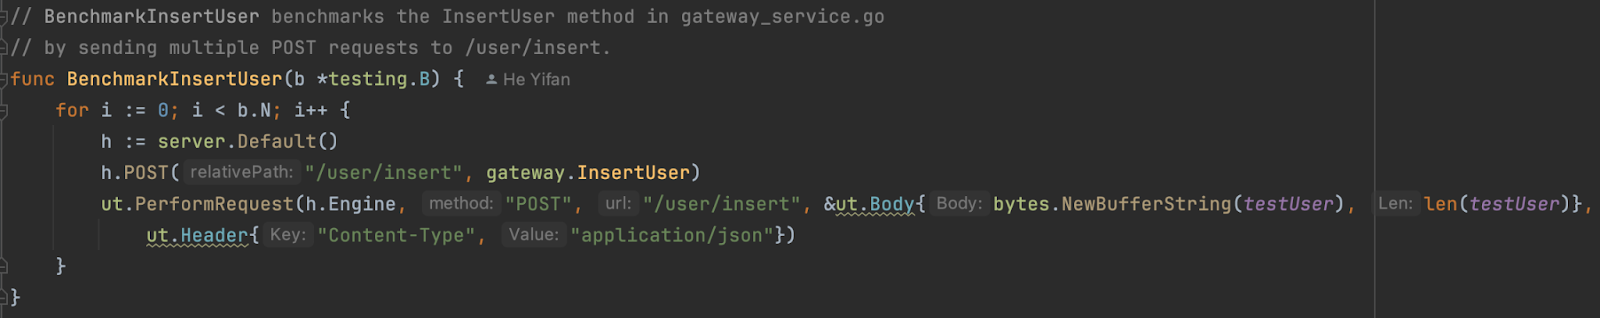 // BenchmarkInsertUser benchmarks the InsertUser method in gateway_service.go
// by sending multiple POST requests to /user/insert.
func BenchmarkInsertUser(b *testing.B) { He Yifan
    for i := 0; i < b.N; i++ {
        h := server.Default()
        h.POST( relativePath: "/user/insert", gateway.InsertUser)
        ut.PerformRequest(h.Engine, method: "POST", url: "/user/insert", &ut.Body{ Body: bytes.NewBufferString(testUser), Len: len(testUser)},
            ut.Header{ Key: "Content-Type", Value: "application/json"})
    }
}